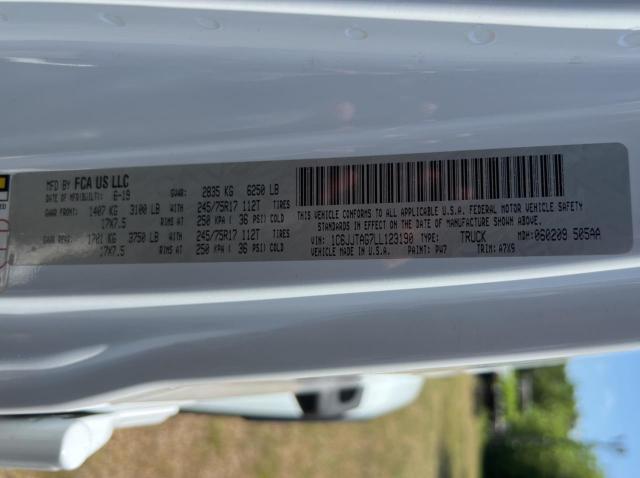 MFD BY FCA US LLC
DATE OF MFR(BUILT): 6-19
GVWR: 2835 KG 6250 LB
GAWR FRONT: 1407 KG 3100 LB WITH: 245/75R17 112T TIRES
17X7.5 RIMS AT 250 KPA ( 36 PSI) COLD
GAWR REAR: 1701 KG 3750 LB WITH: 245/75R17 112T TIRES
17X7.5 RIMS AT 250 KPA ( 36 PSI) COLD
THIS VEHICLE CONFORMS TO ALL APPLICABLE U.S.A. FEDERAL MOTOR VEHICLE SAFETY
STANDARDS IN EFFECT ON THE DATE OF MANUFACTURE SHOWN ABOVE.
VIN: 1C6JJTAG7LL129190 TYPE: TRUCK MDH: 060209 505AA
VEHICLE MADE IN U.S.A. PAINT: PW7 TRIM: A7X9